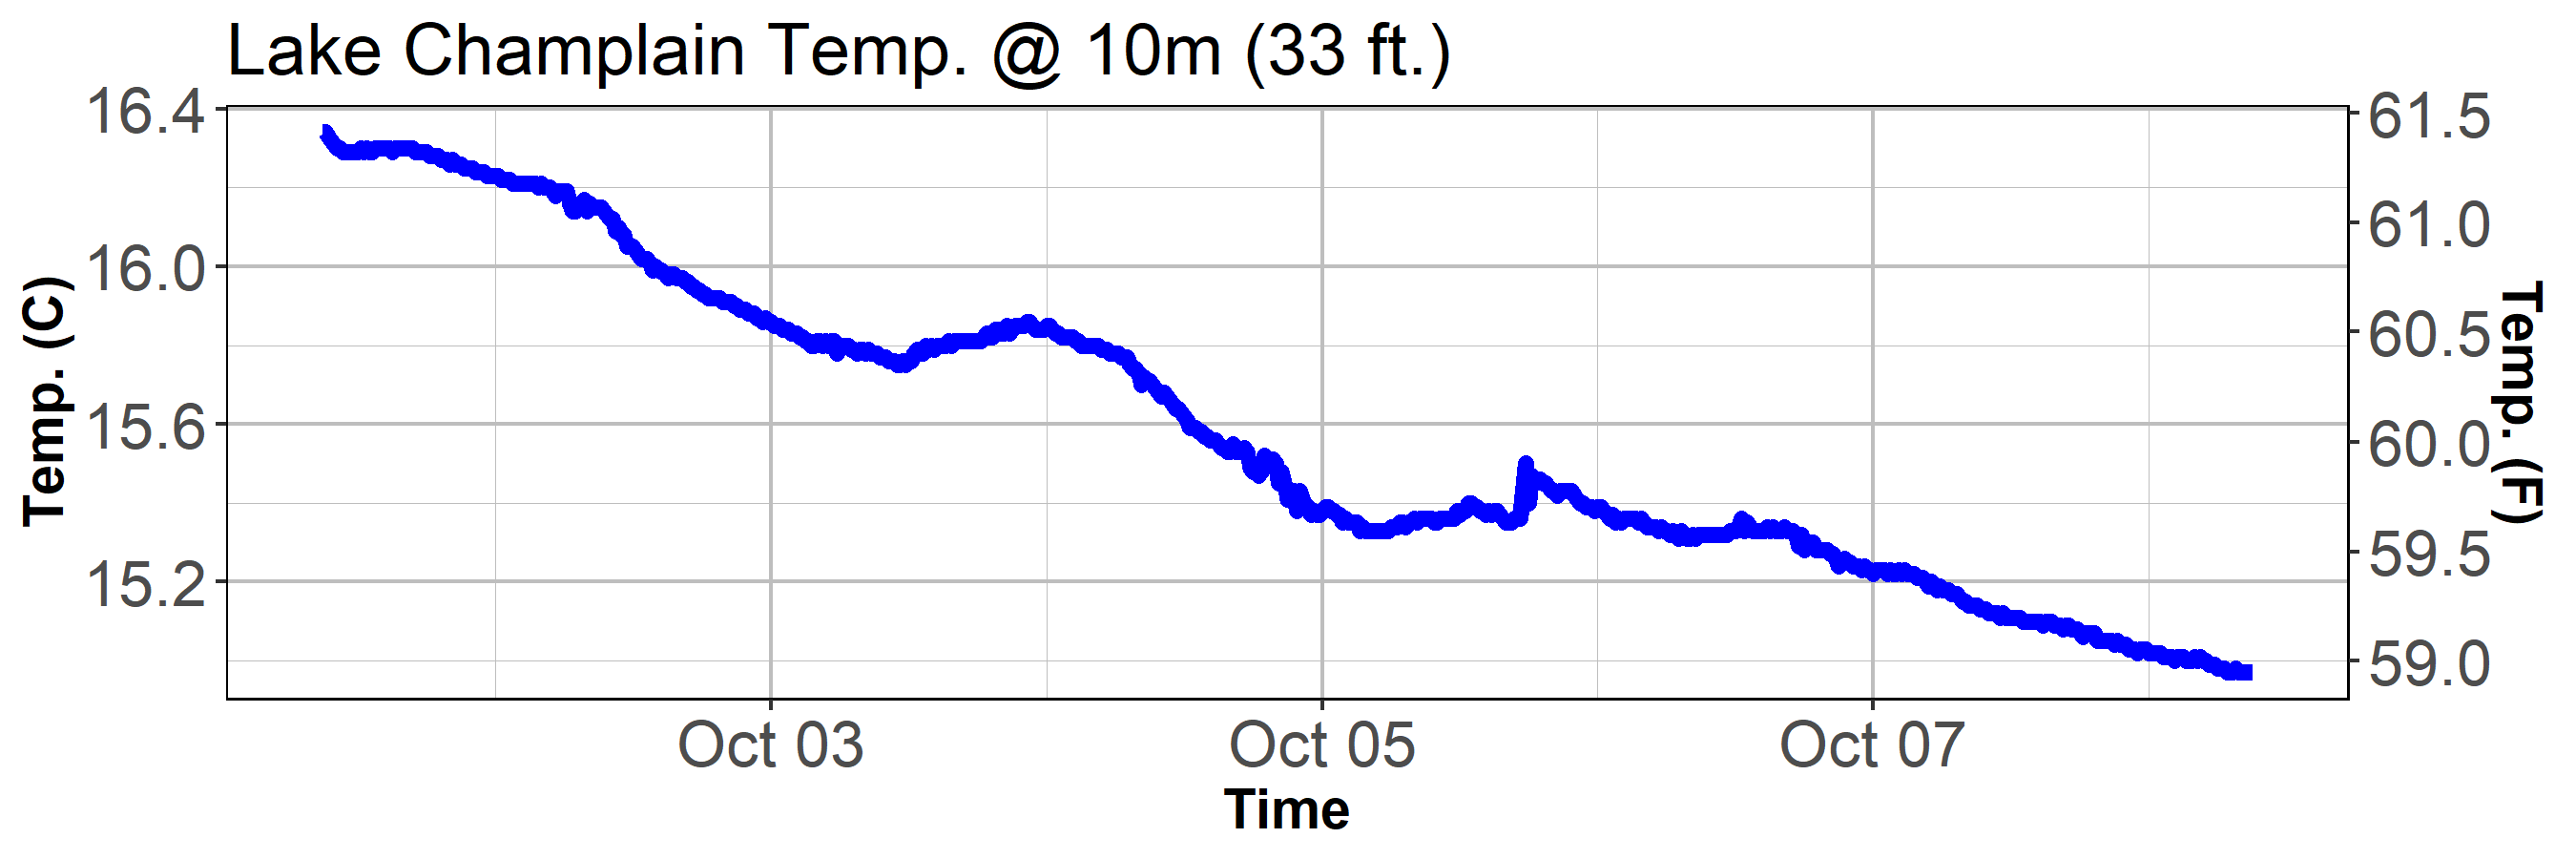 Lake Champlain Temp. @ 10m (33 ft.)
16.4
16.0
15.6
15.2
Temp. (C)
61.5
61.0
60.5
60.0
59.5
59.0
Temp. (F)
Oct 03
Oct 05
Oct 07
Time